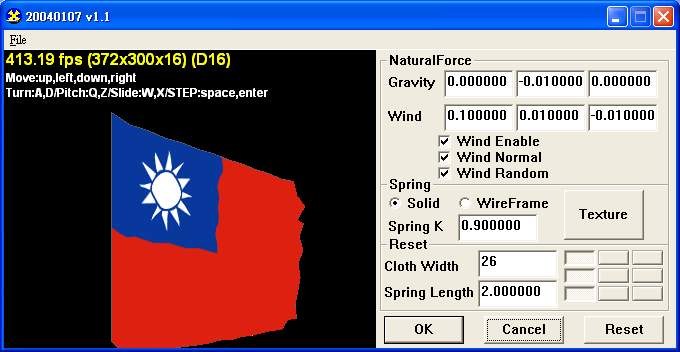 20040107 v1.1
File
413.19 fps (372x300x16) (D16)
Move:up,left,down,right
Turn:A,D/Pitch:Q,Z/Slide:W,X/STEP:space,enter
NaturalForce
Gravity 0.000000 -0.010000 0.000000
Wind 0.100000 0.010000 -0.010000
Wind Enable
Wind Normal
Wind Random
Spring
Solid WireFrame
Texture
Spring K 0.900000
Reset
Cloth Width 26
Spring Length 2.000000
OK Cancel Reset